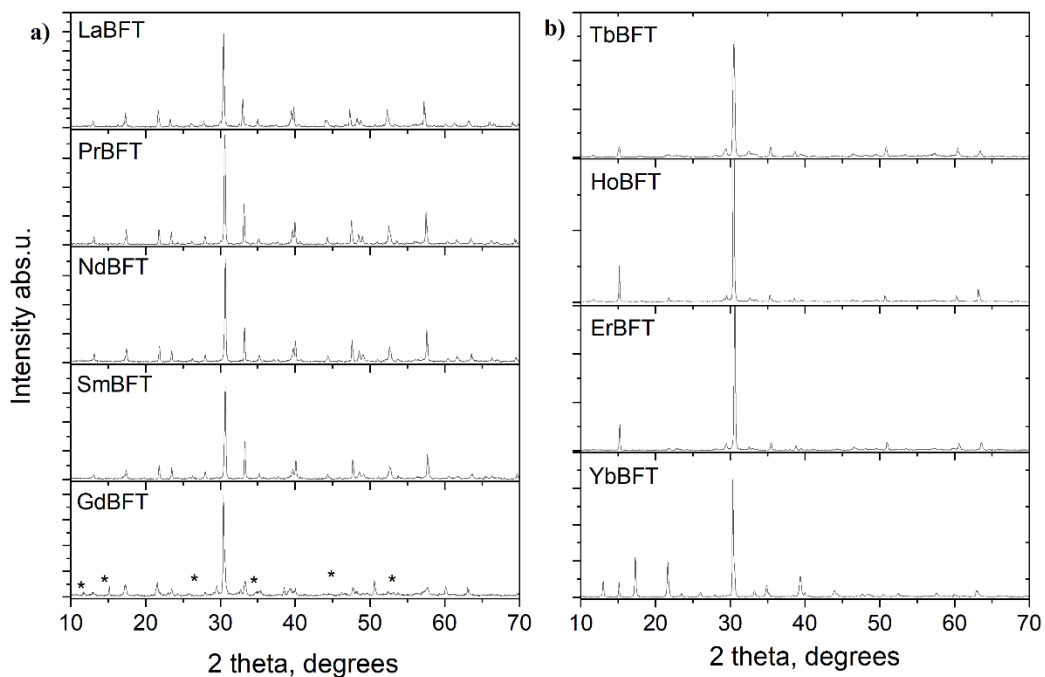 a)
LaBFT
PrBFT
NdBFT
SmBFT
GdBFT
* * * * * *
Intensity abs.u.
10 20 30 40 50 60 70
2 theta, degrees
b)
TbBFT
HoBFT
ErBFT
YbBFT
10 20 30 40 50 60 70
2 theta, degrees